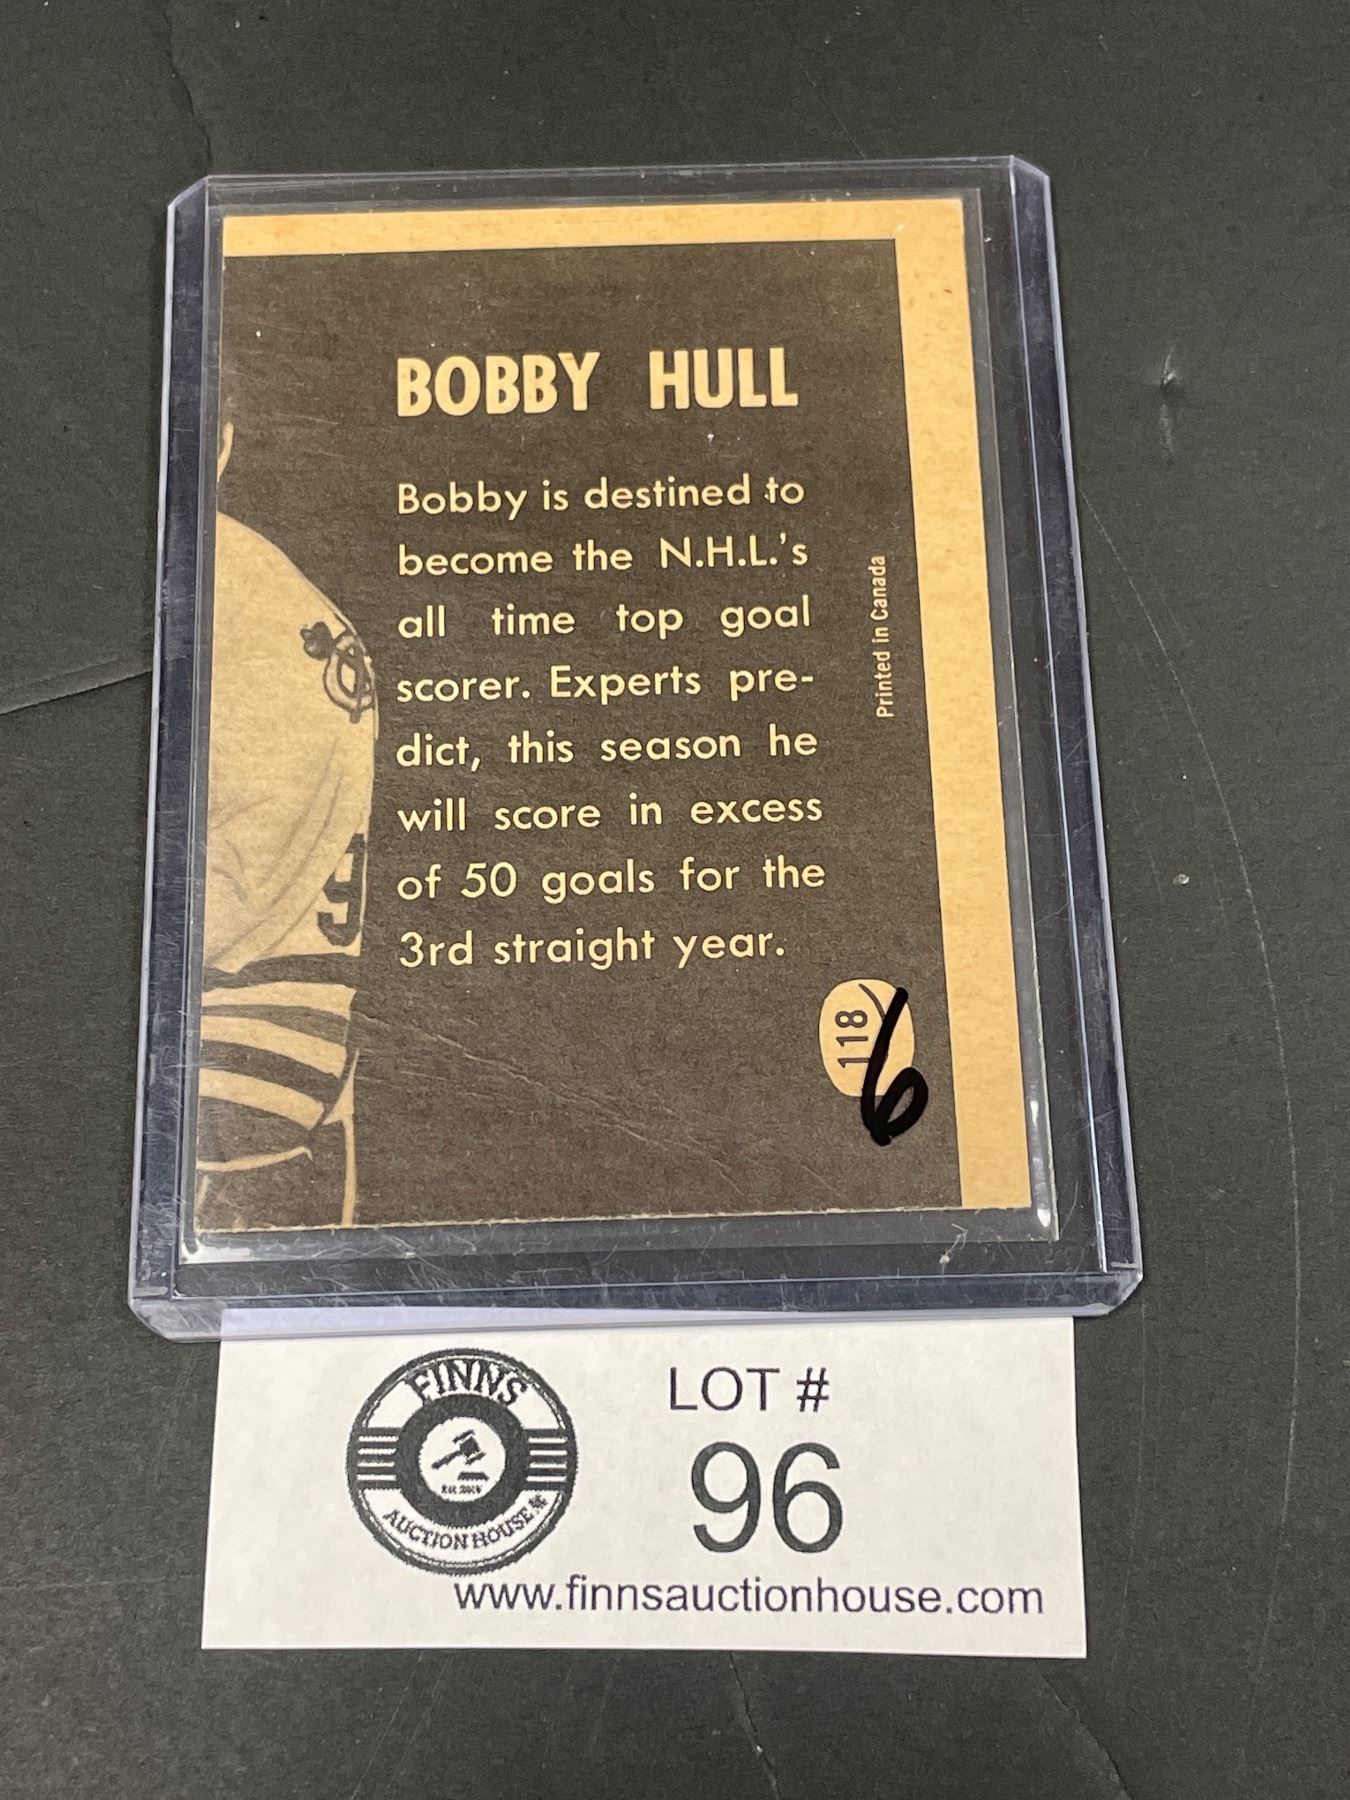 BOBBY HULL
Bobby is destined to
become the N.H.L.'s
all time top goal
scorer. Experts pre-
dict, this season he
will score in excess
of 50 goals for the
3rd straight year.
Printed in Canada
118
6
9
FINNS
AUCTION HOUSE
LOT #
96
www.finnsauctionhouse.com